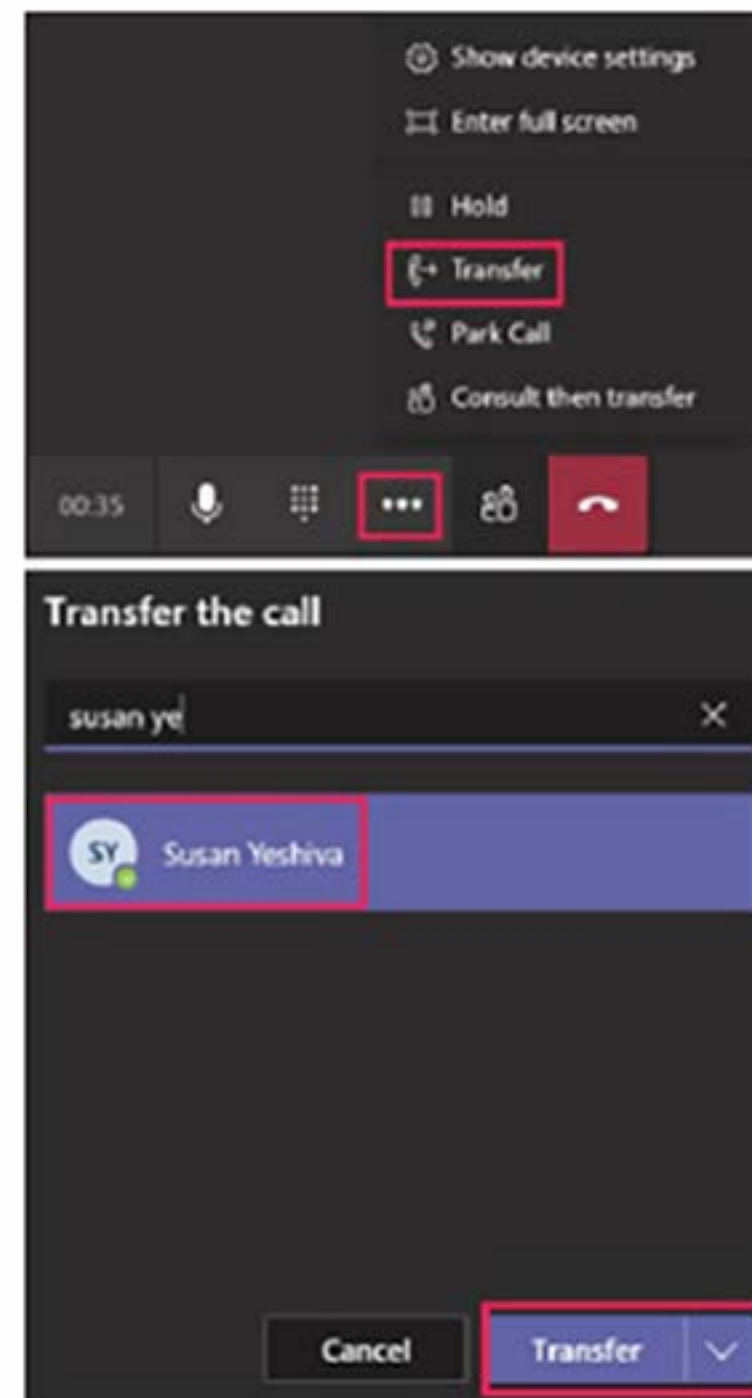 Show device settings
Enter full screen
Hold
Transfer
Park Call
Consult then transfer
00:35
Transfer the call
susan ye
SY Susan Yeshiva
Cancel Transfer